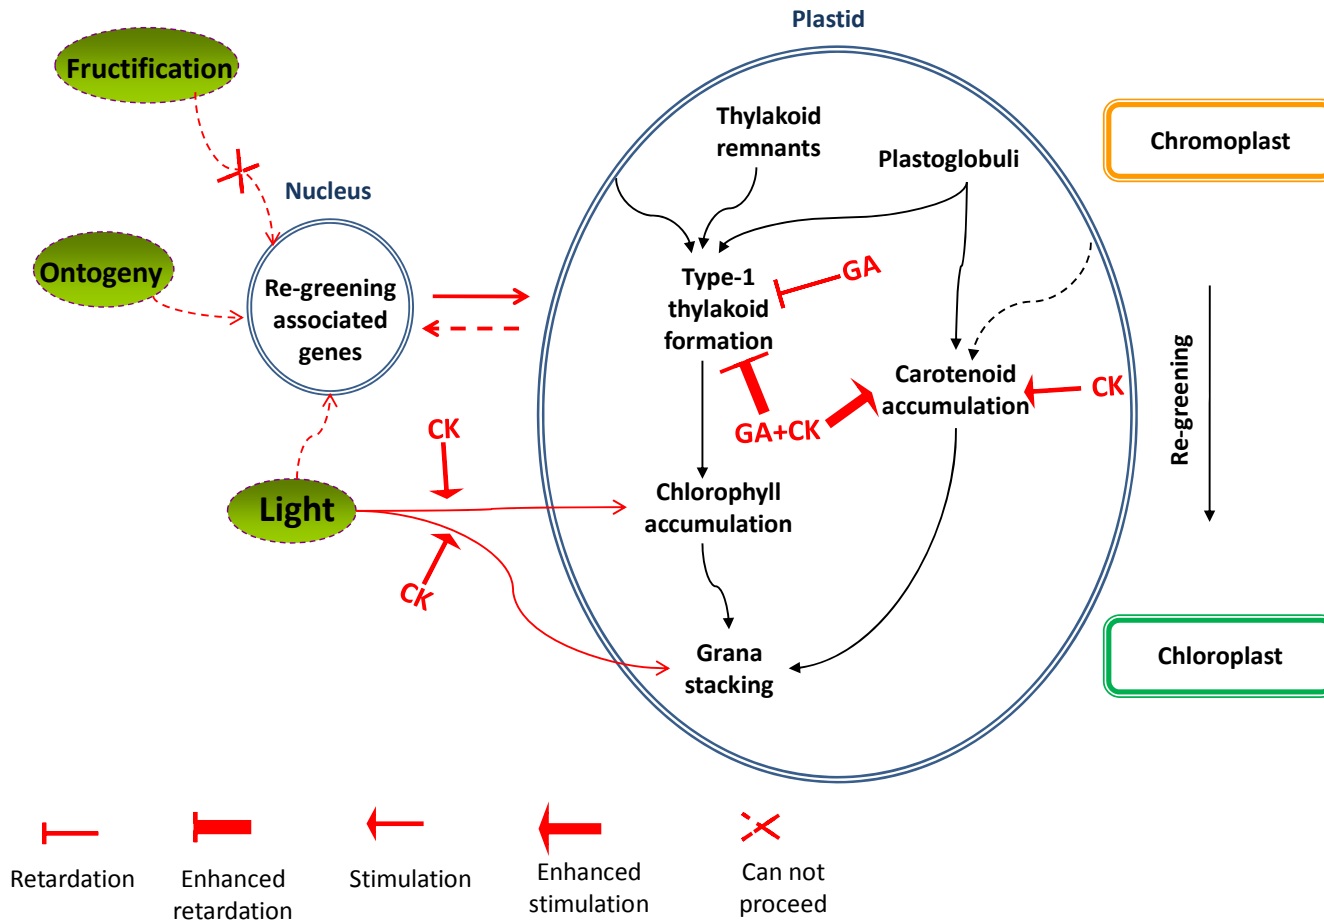 Plastid
Fructification
Thylakoid
remnants
Plastoglobuli
Chromoplast
Nucleus
Ontogeny
Re-greening
associated
genes
Type-1
thylakoid
formation
GA
Carotenoid
accumulation
CK
GA+CK
Re-greening
CK
Light
Chlorophyll
accumulation
CK
Grana
stacking
Chloroplast
Retardation
Enhanced
retardation
Stimulation
Enhanced
stimulation
Can not
proceed